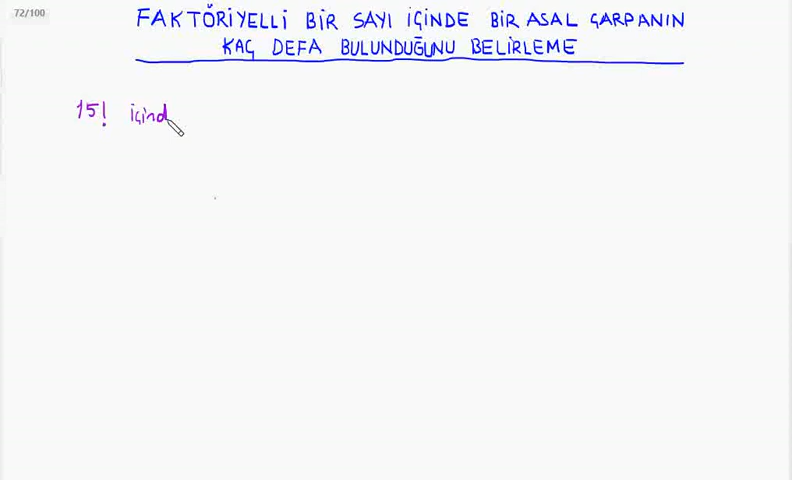 72/100
FAKTÖRİYELLİ BİR SAYI İÇİNDE BİR ASAL ÇARPANIN
KAÇ DEFA BULUNDUĞUNU BELİRLEME
15! içind